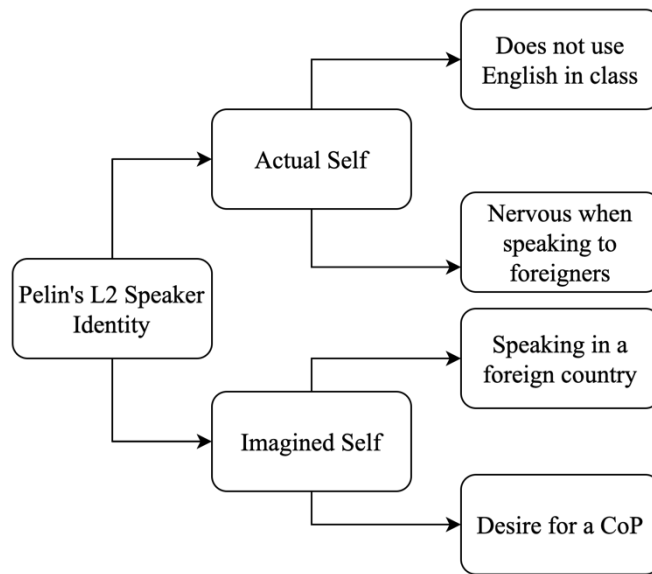 Does not use
English in class
Actual Self
Nervous when
speaking to
foreigners
Pelin's L2 Speaker
Identity
Speaking in a
foreign country
Imagined Self
Desire for a CoP